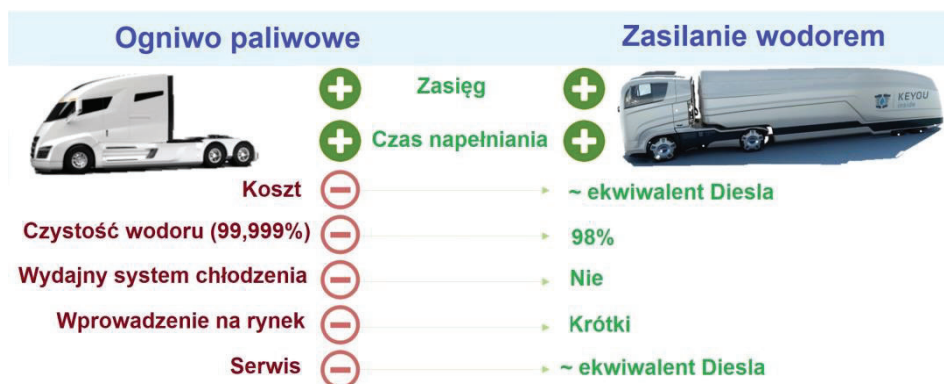 Ogniwo paliwowe
Zasilanie wodorem
Zasięg
KEYOU
inside
Czas napełniania
Koszt
~ ekwiwalent Diesla
Czystość wodoru (99,999%)
98%
Wydajny system chłodzenia
Nie
Wprowadzenie na rynek
Krótki
Serwis
~ ekwiwalent Diesla